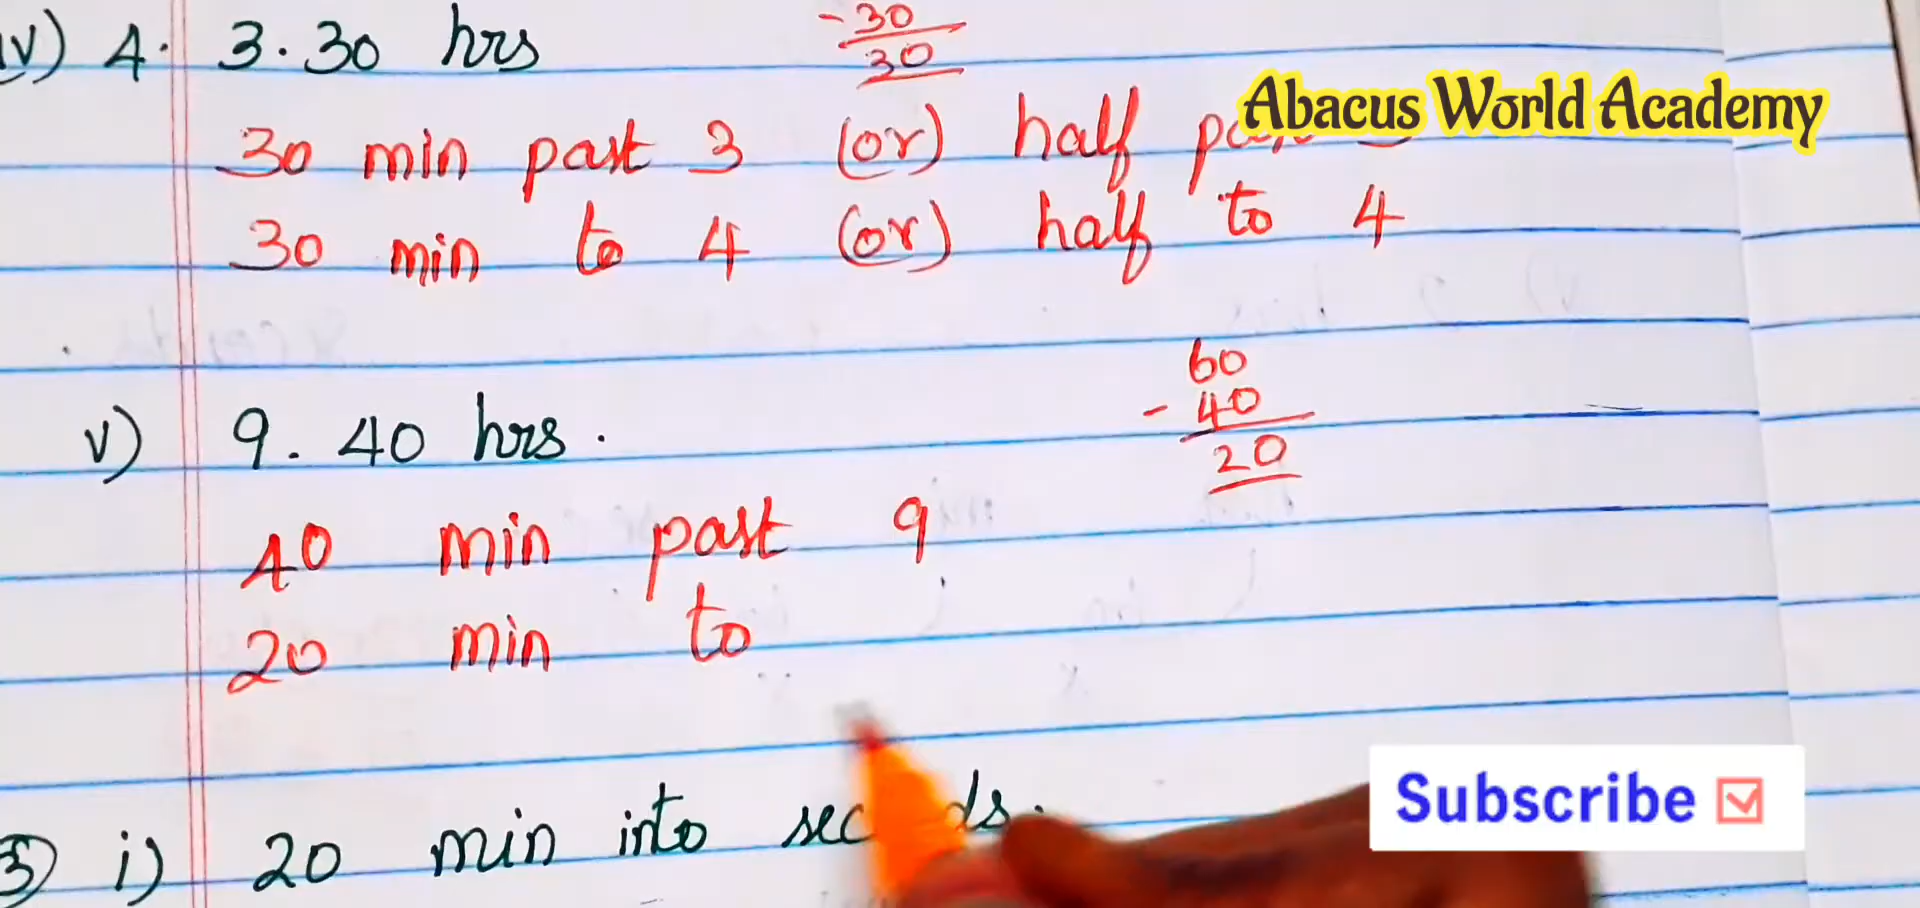 - 30
30
iv) 4. 3.30 hrs
Abacus World Academy
30 min past 3 (or) half
30 min to 4 (or) half to 4
60
- 40
20
v) 9.40 hrs.
40 min past 9
20 min to
Subscribe
3) i) 20 min into